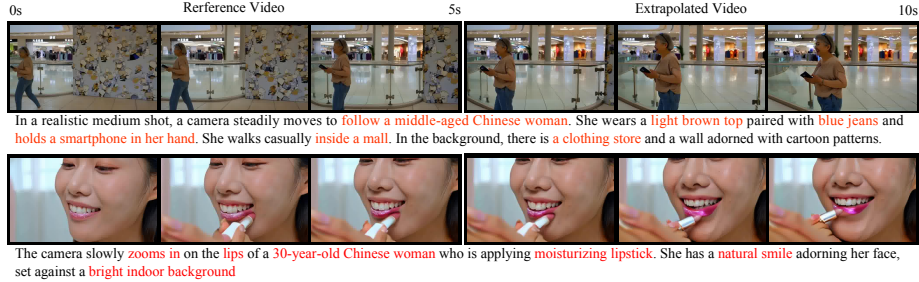 0s Rerference Video 5s Extrapolated Video 10s
In a realistic medium shot, a camera steadily moves to follow a middle-aged Chinese woman. She wears a light brown top paired with blue jeans and
holds a smartphone in her hand. She walks casually inside a mall. In the background, there is a clothing store and a wall adorned with cartoon patterns.
The camera slowly zooms in on the lips of a 30-year-old Chinese woman who is applying moisturizing lipstick. She has a natural smile adorning her face,
set against a bright indoor background